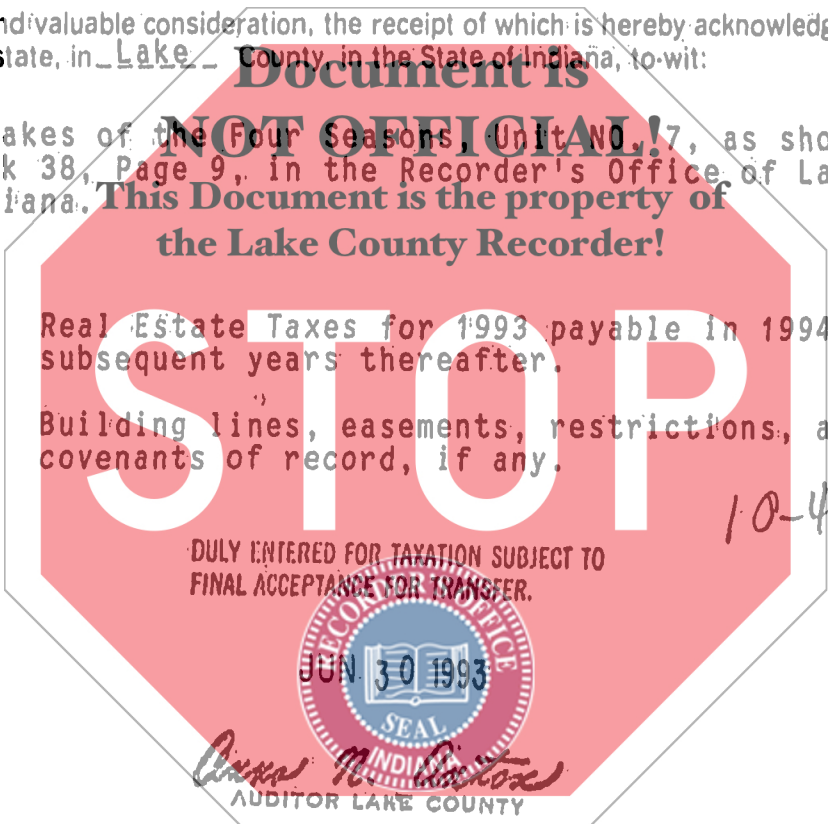 nd valuable consideration, the receipt of which is hereby acknowledg
state, in Lake County, in the State of Indiana, to-wit:
Document is
NOT OFFICIAL!
akes of the Four Seasons, Unit NO. 7, as sho
k 38, Page 9, in the Recorder's Office of La
iana.
This Document is the property of
the Lake County Recorder!
STOP
Real Estate Taxes for 1993 payable in 1994
subsequent years thereafter.
Building lines, easements, restrictions, a
covenants of record, if any.
10-4
DULY ENTERED FOR TAXATION SUBJECT TO
FINAL ACCEPTANCE FOR TRANSFER.
RECORDER'S OFFICE
JUN 30 1993
SEAL
INDIANA
Anna N. Anton
AUDITOR LAKE COUNTY